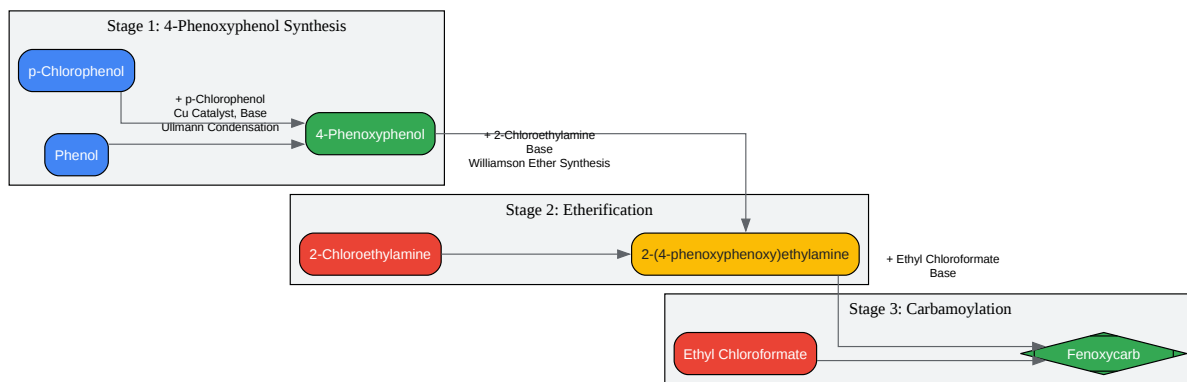 Stage 1: 4-Phenoxyphenol Synthesis
p-Chlorophenol
+ p-Chlorophenol
Cu Catalyst, Base
Ullmann Condensation
Phenol
4-Phenoxyphenol
+ 2-Chloroethylamine
Base
Williamson Ether Synthesis
Stage 2: Etherification
2-Chloroethylamine
2-(4-phenoxyphenoxy)ethylamine
+ Ethyl Chloroformate
Base
Stage 3: Carbamoylation
Ethyl Chloroformate
Fenoxycarb